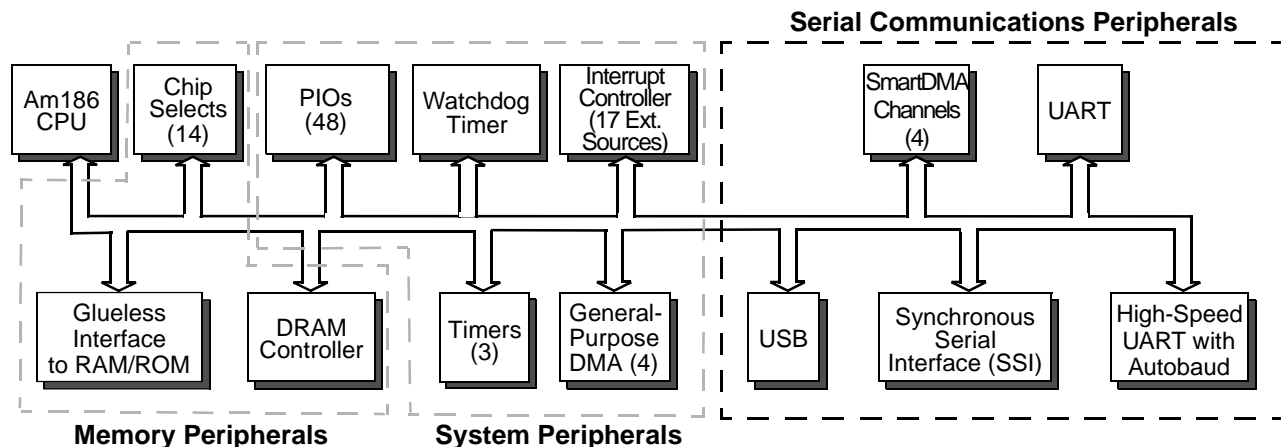 Serial Communications Peripherals
Am186
CPU
Chip
Selects
(14)
PIOs
(48)
Watchdog
Timer
Interrupt
Controller
(17 Ext.
Sources)
SmartDMA
Channels
(4)
UART
Glueless
Interface
to RAM/ROM
DRAM
Controller
Timers
(3)
General-
Purpose
DMA (4)
USB
Synchronous
Serial
Interface (SSI)
High-Speed
UART with
Autobaud
Memory Peripherals
System Peripherals